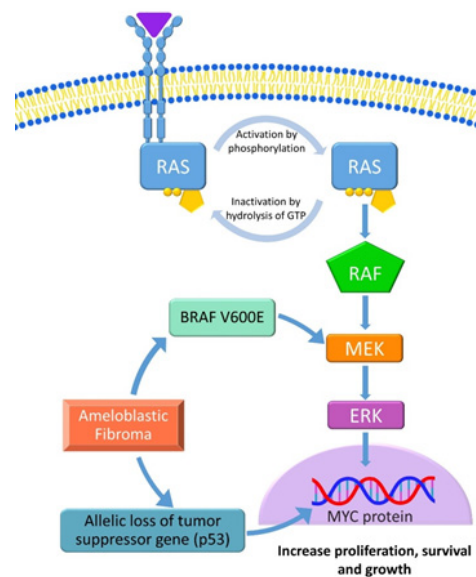 Activation by
phosphorylation
RAS
RAS
Inactivation by
hydrolysis of GTP
RAF
BRAF V600E
MEK
Ameloblastic
Fibroma
ERK
Allelic loss of tumor
suppressor gene (p53)
MYC protein
Increase proliferation, survival
and growth